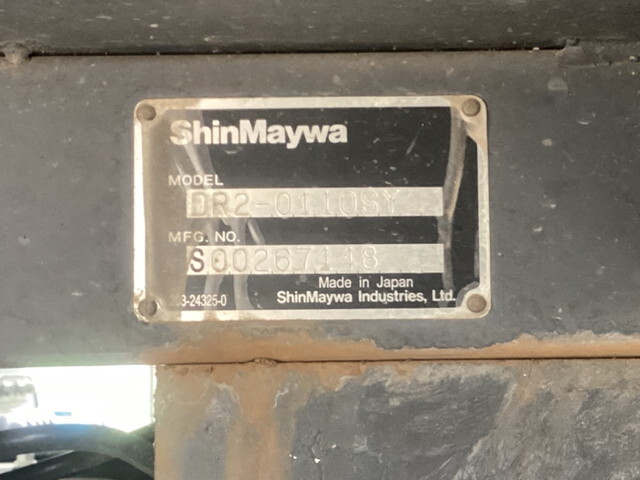 ShinMaywa
MODEL
DR2-0110SY
MFG. NO.
S00267148
Made in Japan
203-24325-0
ShinMaywa Industries, Ltd.